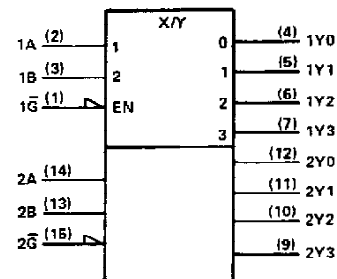 X/Y
1A (2) 1 0 (4) 1Y0
1B (3) 2 1 (5) 1Y1
1G̅ (1) EN 2 (6) 1Y2
3 (7) 1Y3
(12) 2Y0
2A (14) (11) 2Y1
2B (13) (10) 2Y2
2G̅ (15) (9) 2Y3